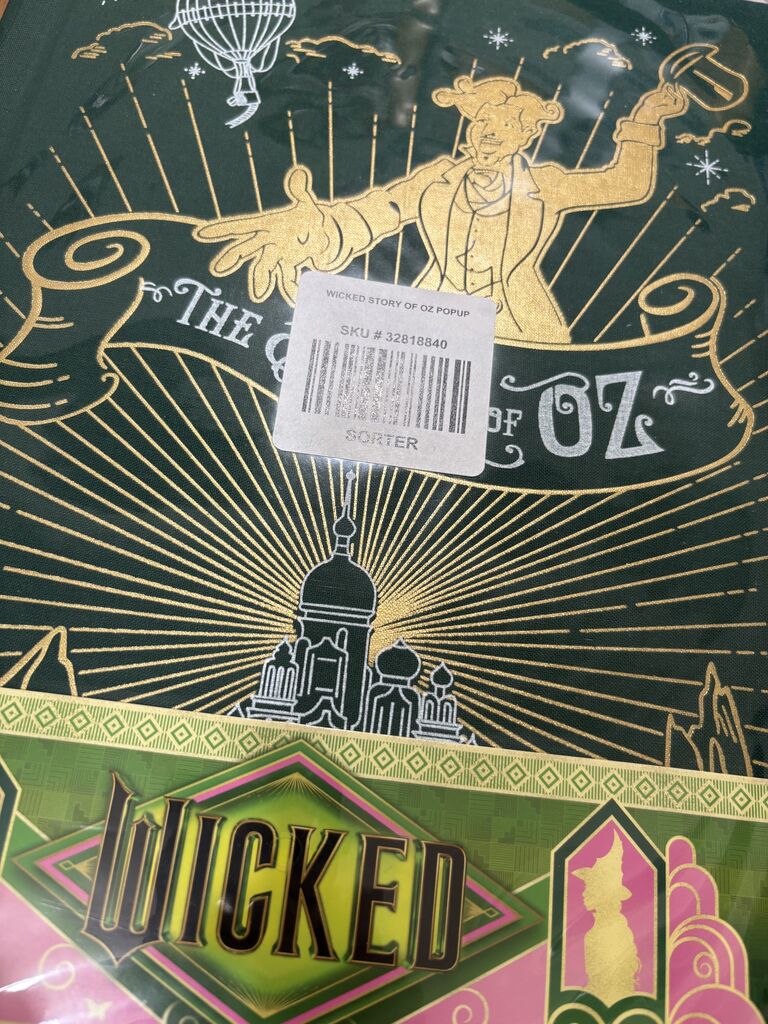 WICKED STORY OF OZ POPUP
SKU # 32818840
SORTER
THE
OF OZ
WICKED